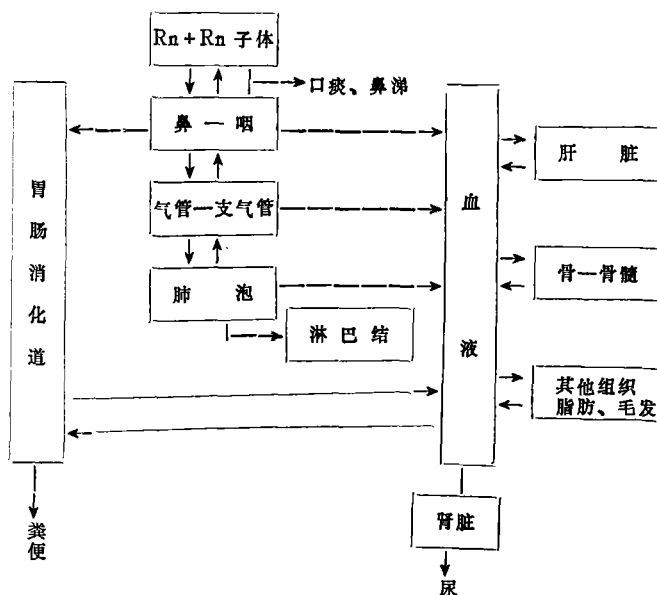 Rn+Rn 子体
口痰、鼻涕
鼻一咽
肝脏
胃肠消化道
气管一支气管
血液
肺泡
骨一骨髓
淋巴结
其他组织
脂肪、毛发
肾脏
粪便
尿